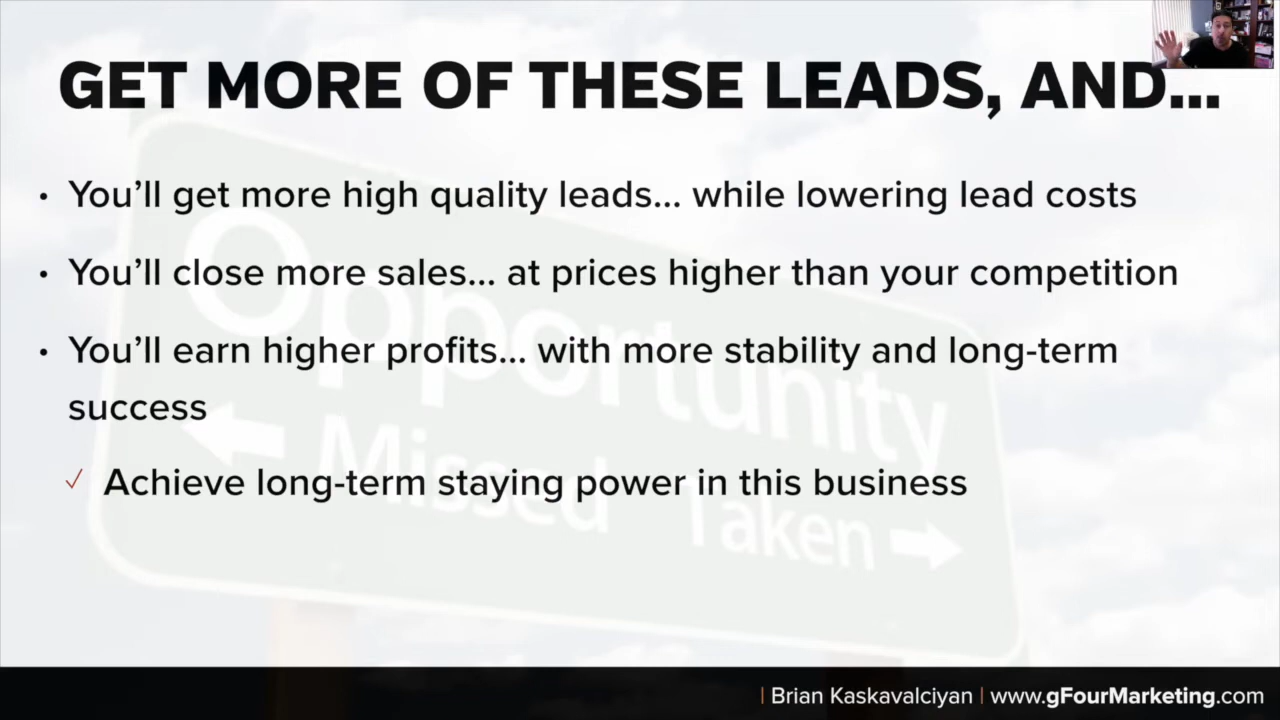 GET MORE OF THESE LEADS, AND...
• You’ll get more high quality leads... while lowering lead costs
• You’ll close more sales... at prices higher than your competition
• You’ll earn higher profits... with more stability and long-term
success
✓ Achieve long-term staying power in this business
Opportunity
Missed Taken
| Brian Kaskavalciyan | www.gFourMarketing.com